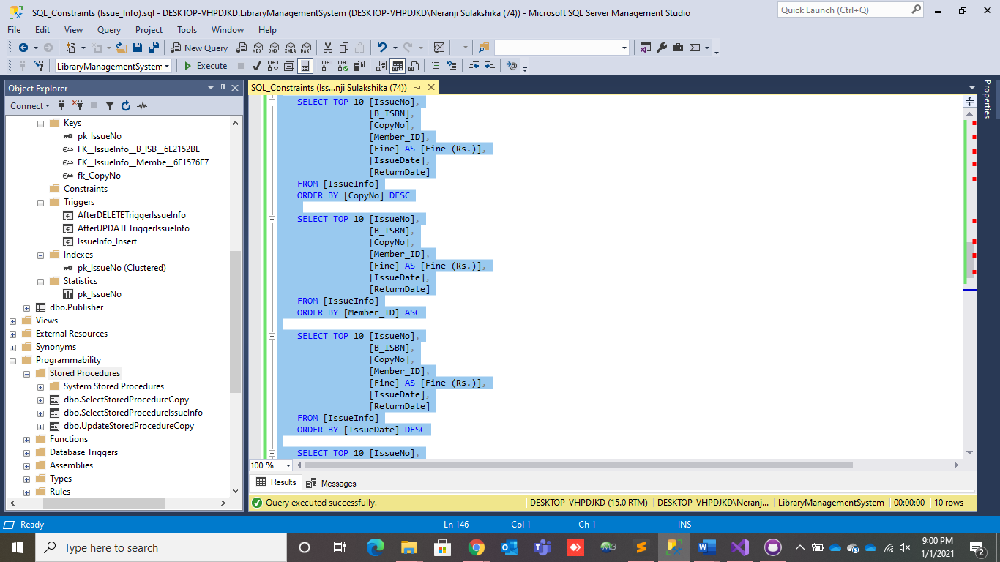 SQL_Constraints (Issue_Info).sql - DESKTOP-VHPDJKD.LibraryManagementSystem (DESKTOP-VHPDJKD\Neranji Sulakshika (74)) - Microsoft SQL Server Management Studio
Quick Launch (Ctrl+Q)
File Edit View Query Project Tools Window Help
New Query
MDX DMX XMLA DAX
LibraryManagementSystem
Execute
Object Explorer
Connect
Keys
pk_IssueNo
FK__IssueInfo__B_ISB__6E2152BE
FK__IssueInfo__Membe__6F1576F7
fk_CopyNo
Constraints
Triggers
AfterDELETETriggerIssueInfo
AfterUPDATETriggerIssueInfo
IssueInfo_Insert
Indexes
pk_IssueNo (Clustered)
Statistics
pk_IssueNo
dbo.Publisher
Views
External Resources
Synonyms
Programmability
Stored Procedures
System Stored Procedures
dbo.SelectStoredProcedureCopy
dbo.SelectStoredProcedureIssueInfo
dbo.UpdateStoredProcedureCopy
Functions
Database Triggers
Assemblies
Types
Rules
SQL_Constraints (Iss...nji Sulakshika (74))
SELECT TOP 10 [IssueNo],
[B_ISBN],
[CopyNo],
[Member_ID],
[Fine] AS [Fine (Rs.)],
[IssueDate],
[ReturnDate]
FROM [IssueInfo]
ORDER BY [CopyNo] DESC
SELECT TOP 10 [IssueNo],
[B_ISBN],
[CopyNo],
[Member_ID],
[Fine] AS [Fine (Rs.)],
[IssueDate],
[ReturnDate]
FROM [IssueInfo]
ORDER BY [Member_ID] ASC
SELECT TOP 10 [IssueNo],
[B_ISBN],
[CopyNo],
[Member_ID],
[Fine] AS [Fine (Rs.)],
[IssueDate],
[ReturnDate]
FROM [IssueInfo]
ORDER BY [IssueDate] DESC
SELECT TOP 10 [IssueNo],
100 %
Results Messages
Query executed successfully.
DESKTOP-VHPDJKD (15.0 RTM) DESKTOP-VHPDJKD\Neranj... LibraryManagementSystem 00:00:00 10 rows
Properties
Ready Ln 146 Col 1 Ch 1 INS
Type here to search
9:00 PM
1/1/2021
2